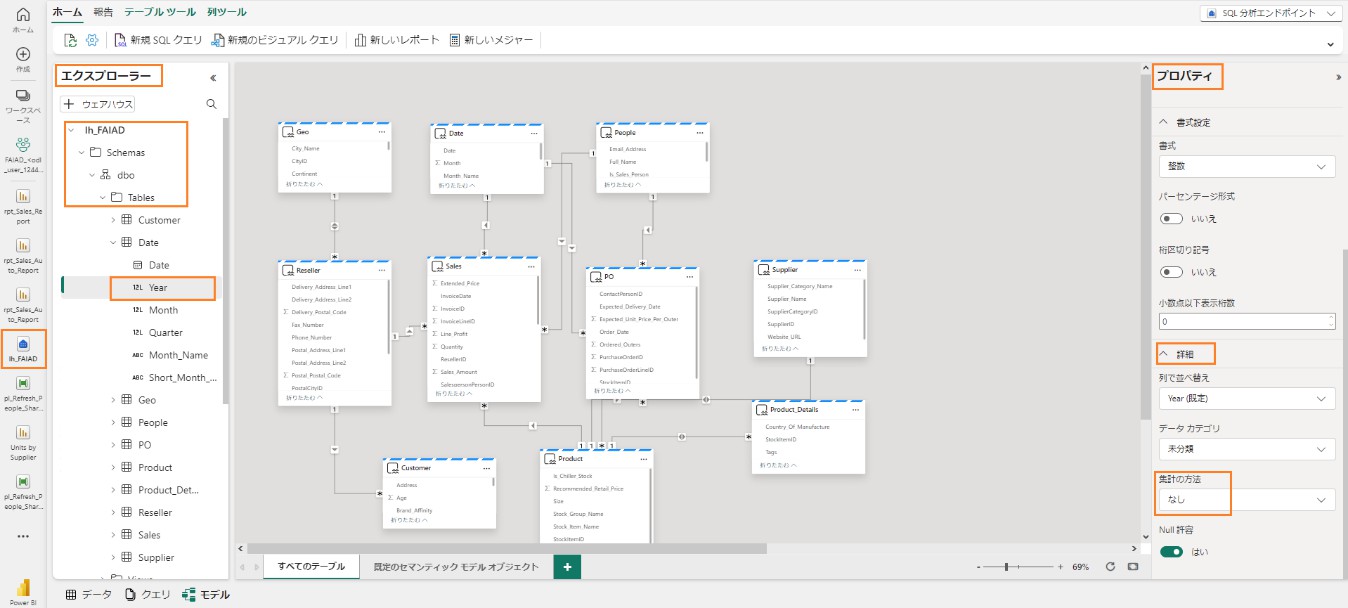 ホーム
報告
テーブル ツール
列ツール
SQL 分析エンドポイント
新規 SQL クエリ
新規のビジュアル クエリ
新しいレポート
新しいメジャー
ホーム
作成
ワークスペ
ース
FAIAD_<odl
_user_1244...
rpt_Sales_Re
port
rpt_Sales_Au
to_Report
rpt_Sales_Au
to_Report
lh_FAIAD
pl_Refresh_P
eople_Shar...
Units by
Supplier
pl_Refresh_P
eople_Shar...
Power BI
エクスプローラー
ウェアハウス
lh_FAIAD
Schemas
dbo
Tables
Customer
Date
Date
Year
Month
Quarter
Month_Name
Short_Month_...
Geo
People
PO
Product
Product_Det...
Reseller
Sales
Supplier
Geo
City_Name
CityID
Continent
折りたたむ
Date
Date
Month
Month_Name
折りたたむ
People
Email_Address
Full_Name
Is_Sales_Person
折りたたむ
Reseller
Delivery_Address_Line1
Delivery_Address_Line2
Delivery_Postal_Code
Fax_Number
Phone_Number
Postal_Address_Line1
Postal_Address_Line2
Postal_Postal_Code
PostalCityID
折りたたむ
Sales
Extended_Price
InvoiceDate
InvoiceID
InvoiceLineID
Line_Profit
Quantity
ResellerID
Sales_Amount
SalespersonPersonID
折りたたむ
PO
ContactPersonID
Expected_Delivery_Date
Expected_Unit_Price_Per_Outer
Order_Date
Ordered_Outers
PurchaseOrderID
PurchaseOrderLineID
StockItemID
折りたたむ
Supplier
Supplier_Category_Name
Supplier_Name
SupplierCategoryID
SupplierID
Website_URL
折りたたむ
Product_Details
Country_Of_Manufacture
StockItemID
Tags
折りたたむ
Customer
Address
Age
Brand_Affinity
折りたたむ
Product
Is_Chiller_Stock
Recommended_Retail_Price
Size
Stock_Group_Name
Stock_Item_Name
StockItemID
すべてのテーブル
既定のセマンティック モデル オブジェクト
69%
データ
クエリ
モデル
プロパティ
書式設定
書式
整数
パーセンテージ形式
いいえ
桁区切り記号
いいえ
小数点以下表示桁数
0
詳細
列で並べ替え
Year (既定)
データ カテゴリ
未分類
集計の方法
なし
Null 許容
はい